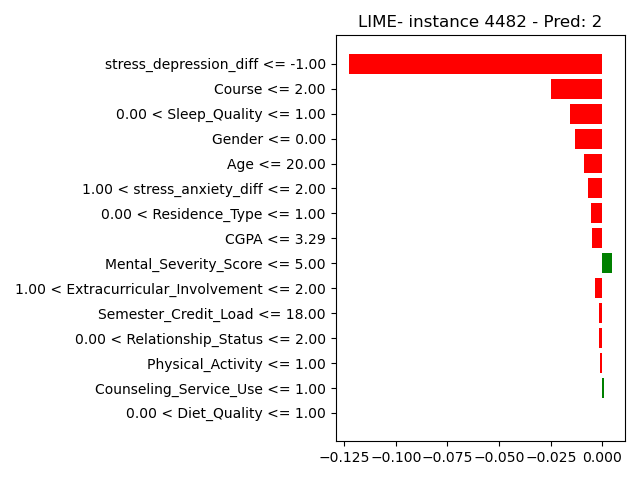 LIME- instance 4482 - Pred: 2
stress_depression_diff <= -1.00
Course <= 2.00
0.00 < Sleep_Quality <= 1.00
Gender <= 0.00
Age <= 20.00
1.00 < stress_anxiety_diff <= 2.00
0.00 < Residence_Type <= 1.00
CGPA <= 3.29
Mental_Severity_Score <= 5.00
1.00 < Extracurricular_Involvement <= 2.00
Semester_Credit_Load <= 18.00
0.00 < Relationship_Status <= 2.00
Physical_Activity <= 1.00
Counseling_Service_Use <= 1.00
0.00 < Diet_Quality <= 1.00
−0.125 −0.100 −0.075 −0.050 −0.025 0.000